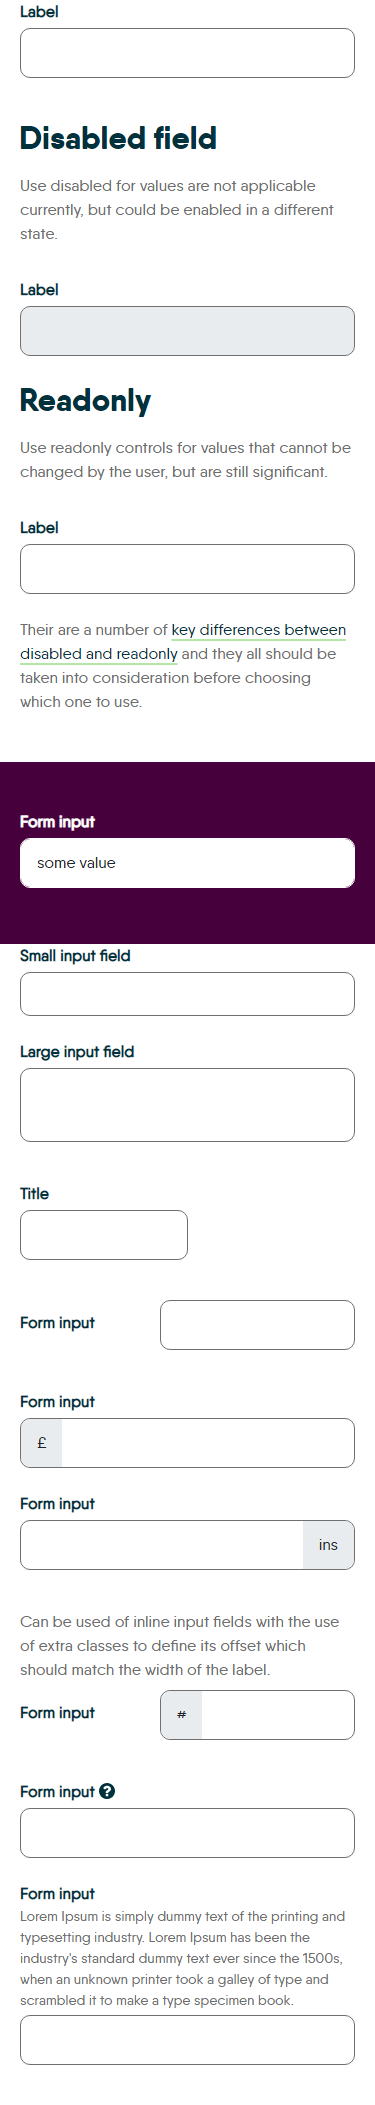 Label
Disabled field
Use disabled for values are not applicable
currently, but could be enabled in a different
state.
Label
Readonly
Use readonly controls for values that cannot be
changed by the user, but are still significant.
Label
Their are a number of key differences between
disabled and readonly and they all should be
taken into consideration before choosing
which one to use.
Form input
some value
Small input field
Large input field
Title
Form input
Form input
£
Form input
ins
Can be used of inline input fields with the use
of extra classes to define its offset which
should match the width of the label.
Form input #
Form input ?
Form input
Lorem Ipsum is simply dummy text of the printing and
typesetting industry. Lorem Ipsum has been the
industry's standard dummy text ever since the 1500s,
when an unknown printer took a galley of type and
scrambled it to make a type specimen book.